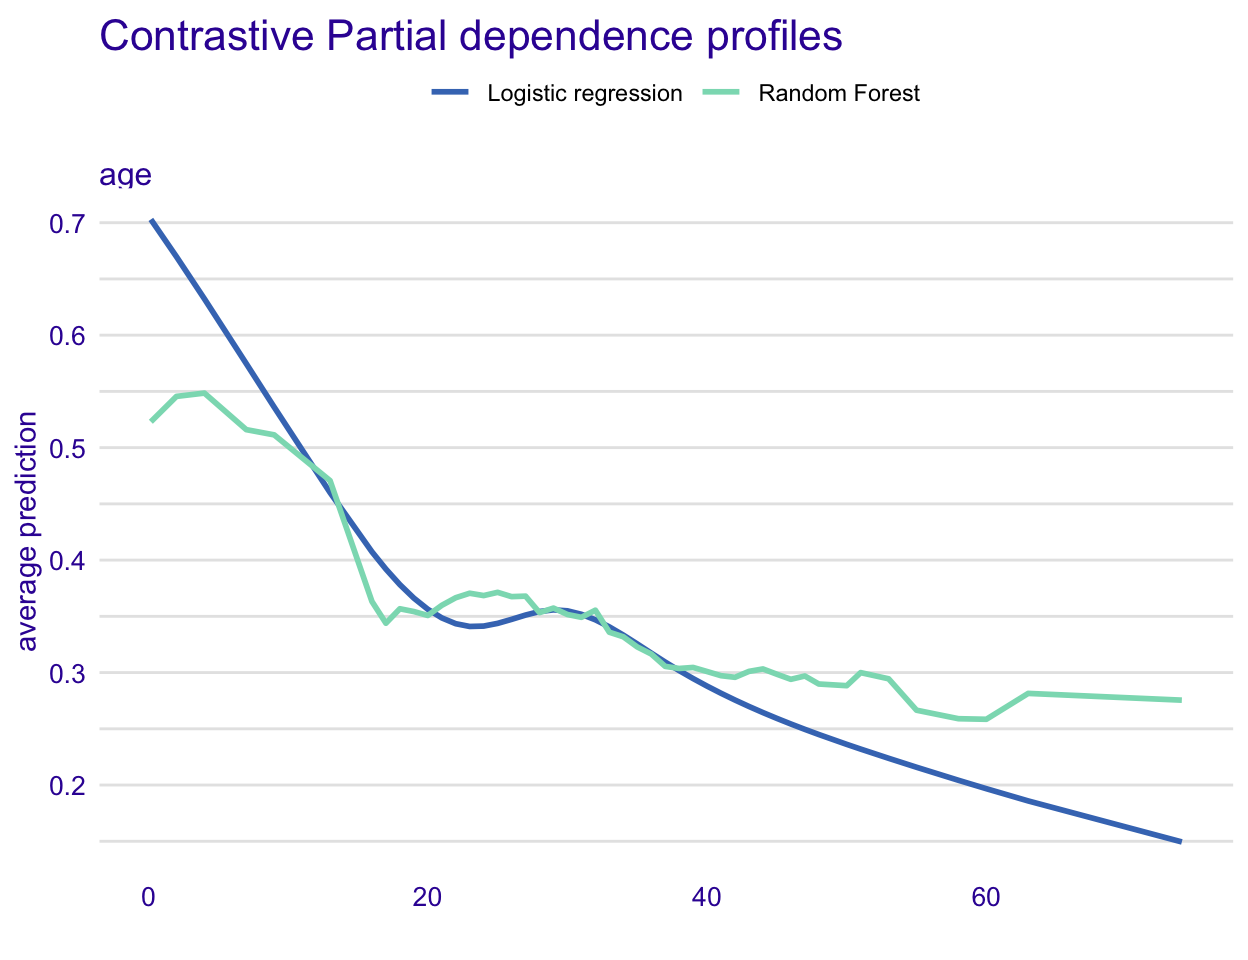 Contrastive Partial dependence profiles
Logistic regression
Random Forest
age
average prediction
0.7
0.6
0.5
0.4
0.3
0.2
0 20 40 60